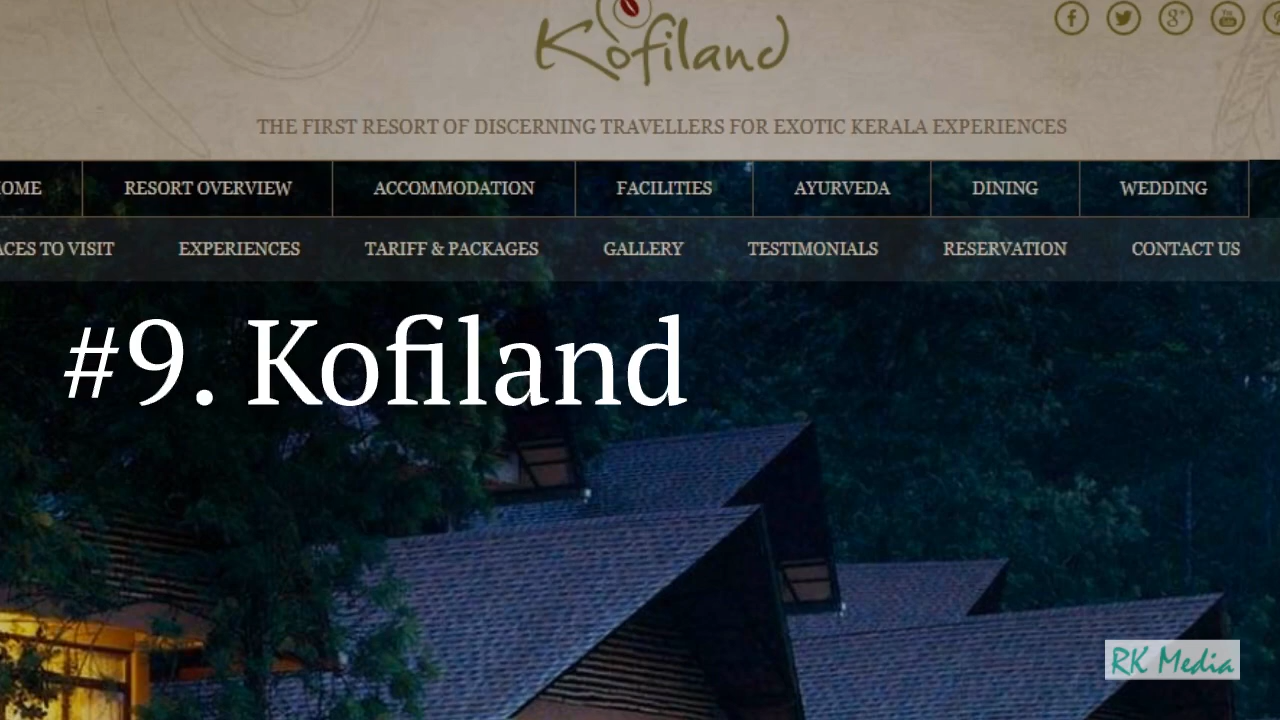 Kofiland
THE FIRST RESORT OF DISCERNING TRAVELLERS FOR EXOTIC KERALA EXPERIENCES
OME RESORT OVERVIEW ACCOMMODATION FACILITIES AYURVEDA DINING WEDDING
ACES TO VISIT EXPERIENCES TARIFF & PACKAGES GALLERY TESTIMONIALS RESERVATION CONTACT US
#9. Kofiland
RK Media